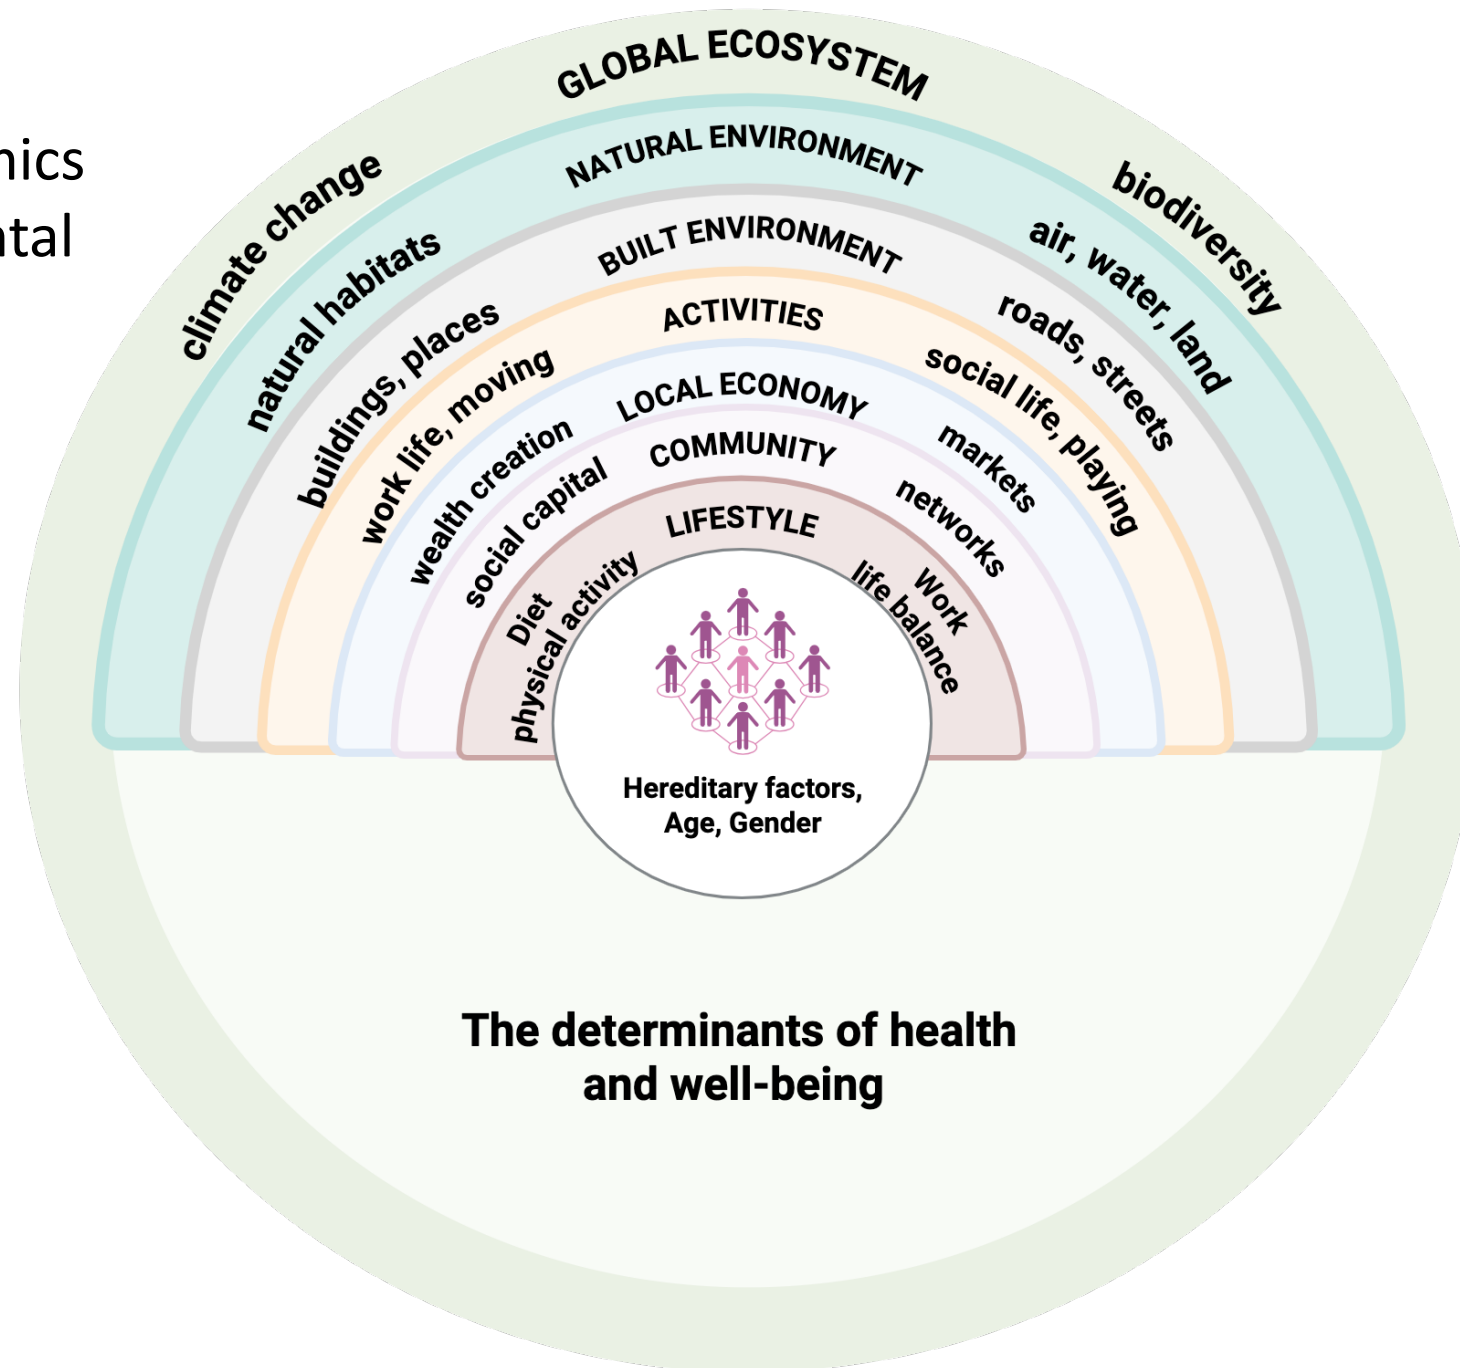 GLOBAL ECOSYSTEM
climate change
biodiversity
NATURAL ENVIRONMENT
natural habitats
air, water, land
BUILT ENVIRONMENT
buildings, places
roads, streets
ACTIVITIES
work life, moving
social life, playing
LOCAL ECONOMY
wealth creation
markets
COMMUNITY
social capital
networks
LIFESTYLE
Diet
physical activity
Work
life balance
Hereditary factors,
Age, Gender
The determinants of health
and well-being